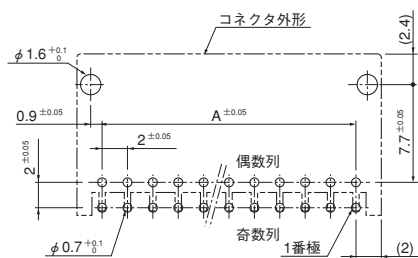 コネクタ外形
φ1.6 +0.1 0
(2.4)
0.9 ±0.05
A ±0.05
2 ±0.05
7.7 ±0.05
2 ±0.05
偶数列
奇数列
φ0.7 +0.1 0
1番極
(2)